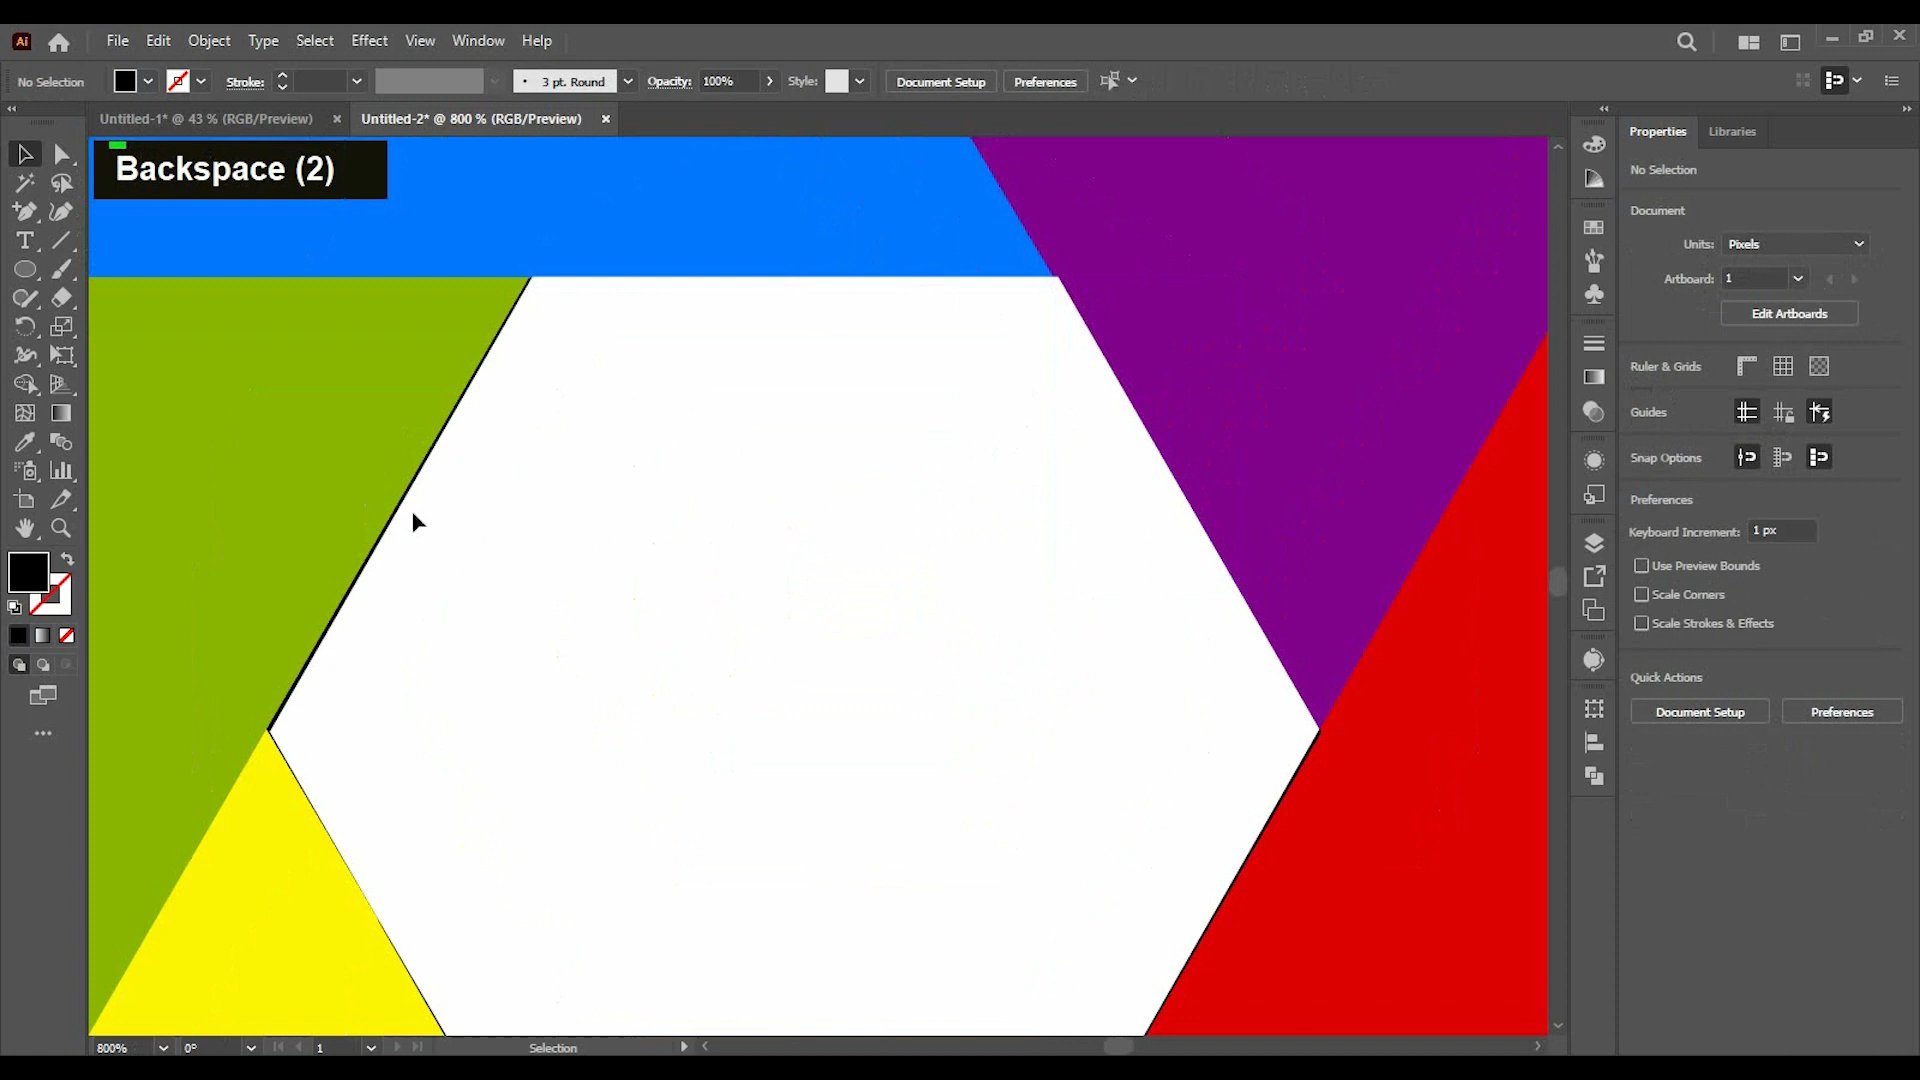 Ai File Edit Object Type Select Effect View Window Help
No Selection Stroke: 3 pt. Round Opacity: 100% Style: Document Setup Preferences
Untitled-1* @ 43 % (RGB/Preview) × Untitled-2* @ 800 % (RGB/Preview) ×
Backspace (2)
Properties Libraries
No Selection
Document
Units: Pixels
Artboard: 1
Edit Artboards
Ruler & Grids
Guides
Snap Options
Preferences
Keyboard Increment: 1 px
Use Preview Bounds
Scale Corners
Scale Strokes & Effects
Quick Actions
Document Setup Preferences
800% 0° 1 Selection